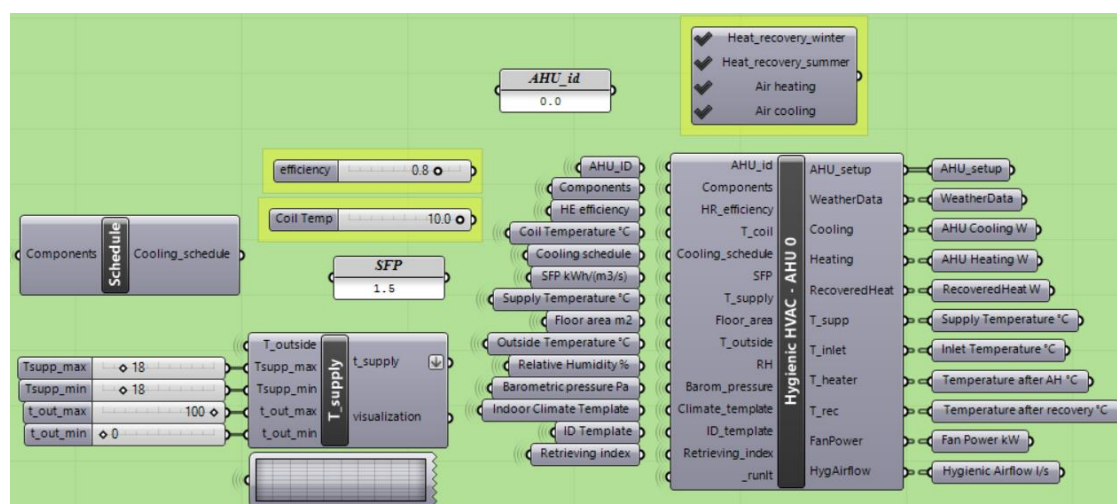 Heat_recovery_winter
Heat_recovery_summer
Air heating
Air cooling
AHU_id
0.0
efficiency 0.8
Coil Temp 10.0
Components Schedule Cooling_schedule
SFP
1.5
T_outside
Tsupp_max
Tsupp_min
t_out_max
t_out_min
T_supply
t_supply
visualization
Tsupp_max 18
Tsupp_min 18
t_out_max 100
t_out_min 0
AHU_ID
Components
HE efficiency
Coil Temperature °C
Cooling schedule
SFP kWh/(m3/s)
Supply Temperature °C
Floor area m2
Outside Temperature °C
Relative Humidity %
Barometric pressure Pa
Indoor Climate Template
ID Template
Retrieving index
AHU_id
Components
HR_efficiency
T_coil
Cooling_schedule
SFP
T_supply
Floor_area
T_outside
RH
Barom_pressure
Climate_template
ID_template
Retrieving_index
_runIt
Hygienic HVAC - AHU 0
AHU_setup
WeatherData
Cooling
Heating
RecoveredHeat
T_supp
T_inlet
T_heater
T_rec
FanPower
HygAirflow
AHU_setup
WeatherData
AHU Cooling W
AHU Heating W
RecoveredHeat W
Supply Temperature °C
Inlet Temperature °C
Temperature after AH °C
Temperature after recovery °C
Fan Power kW
Hygienic Airflow l/s